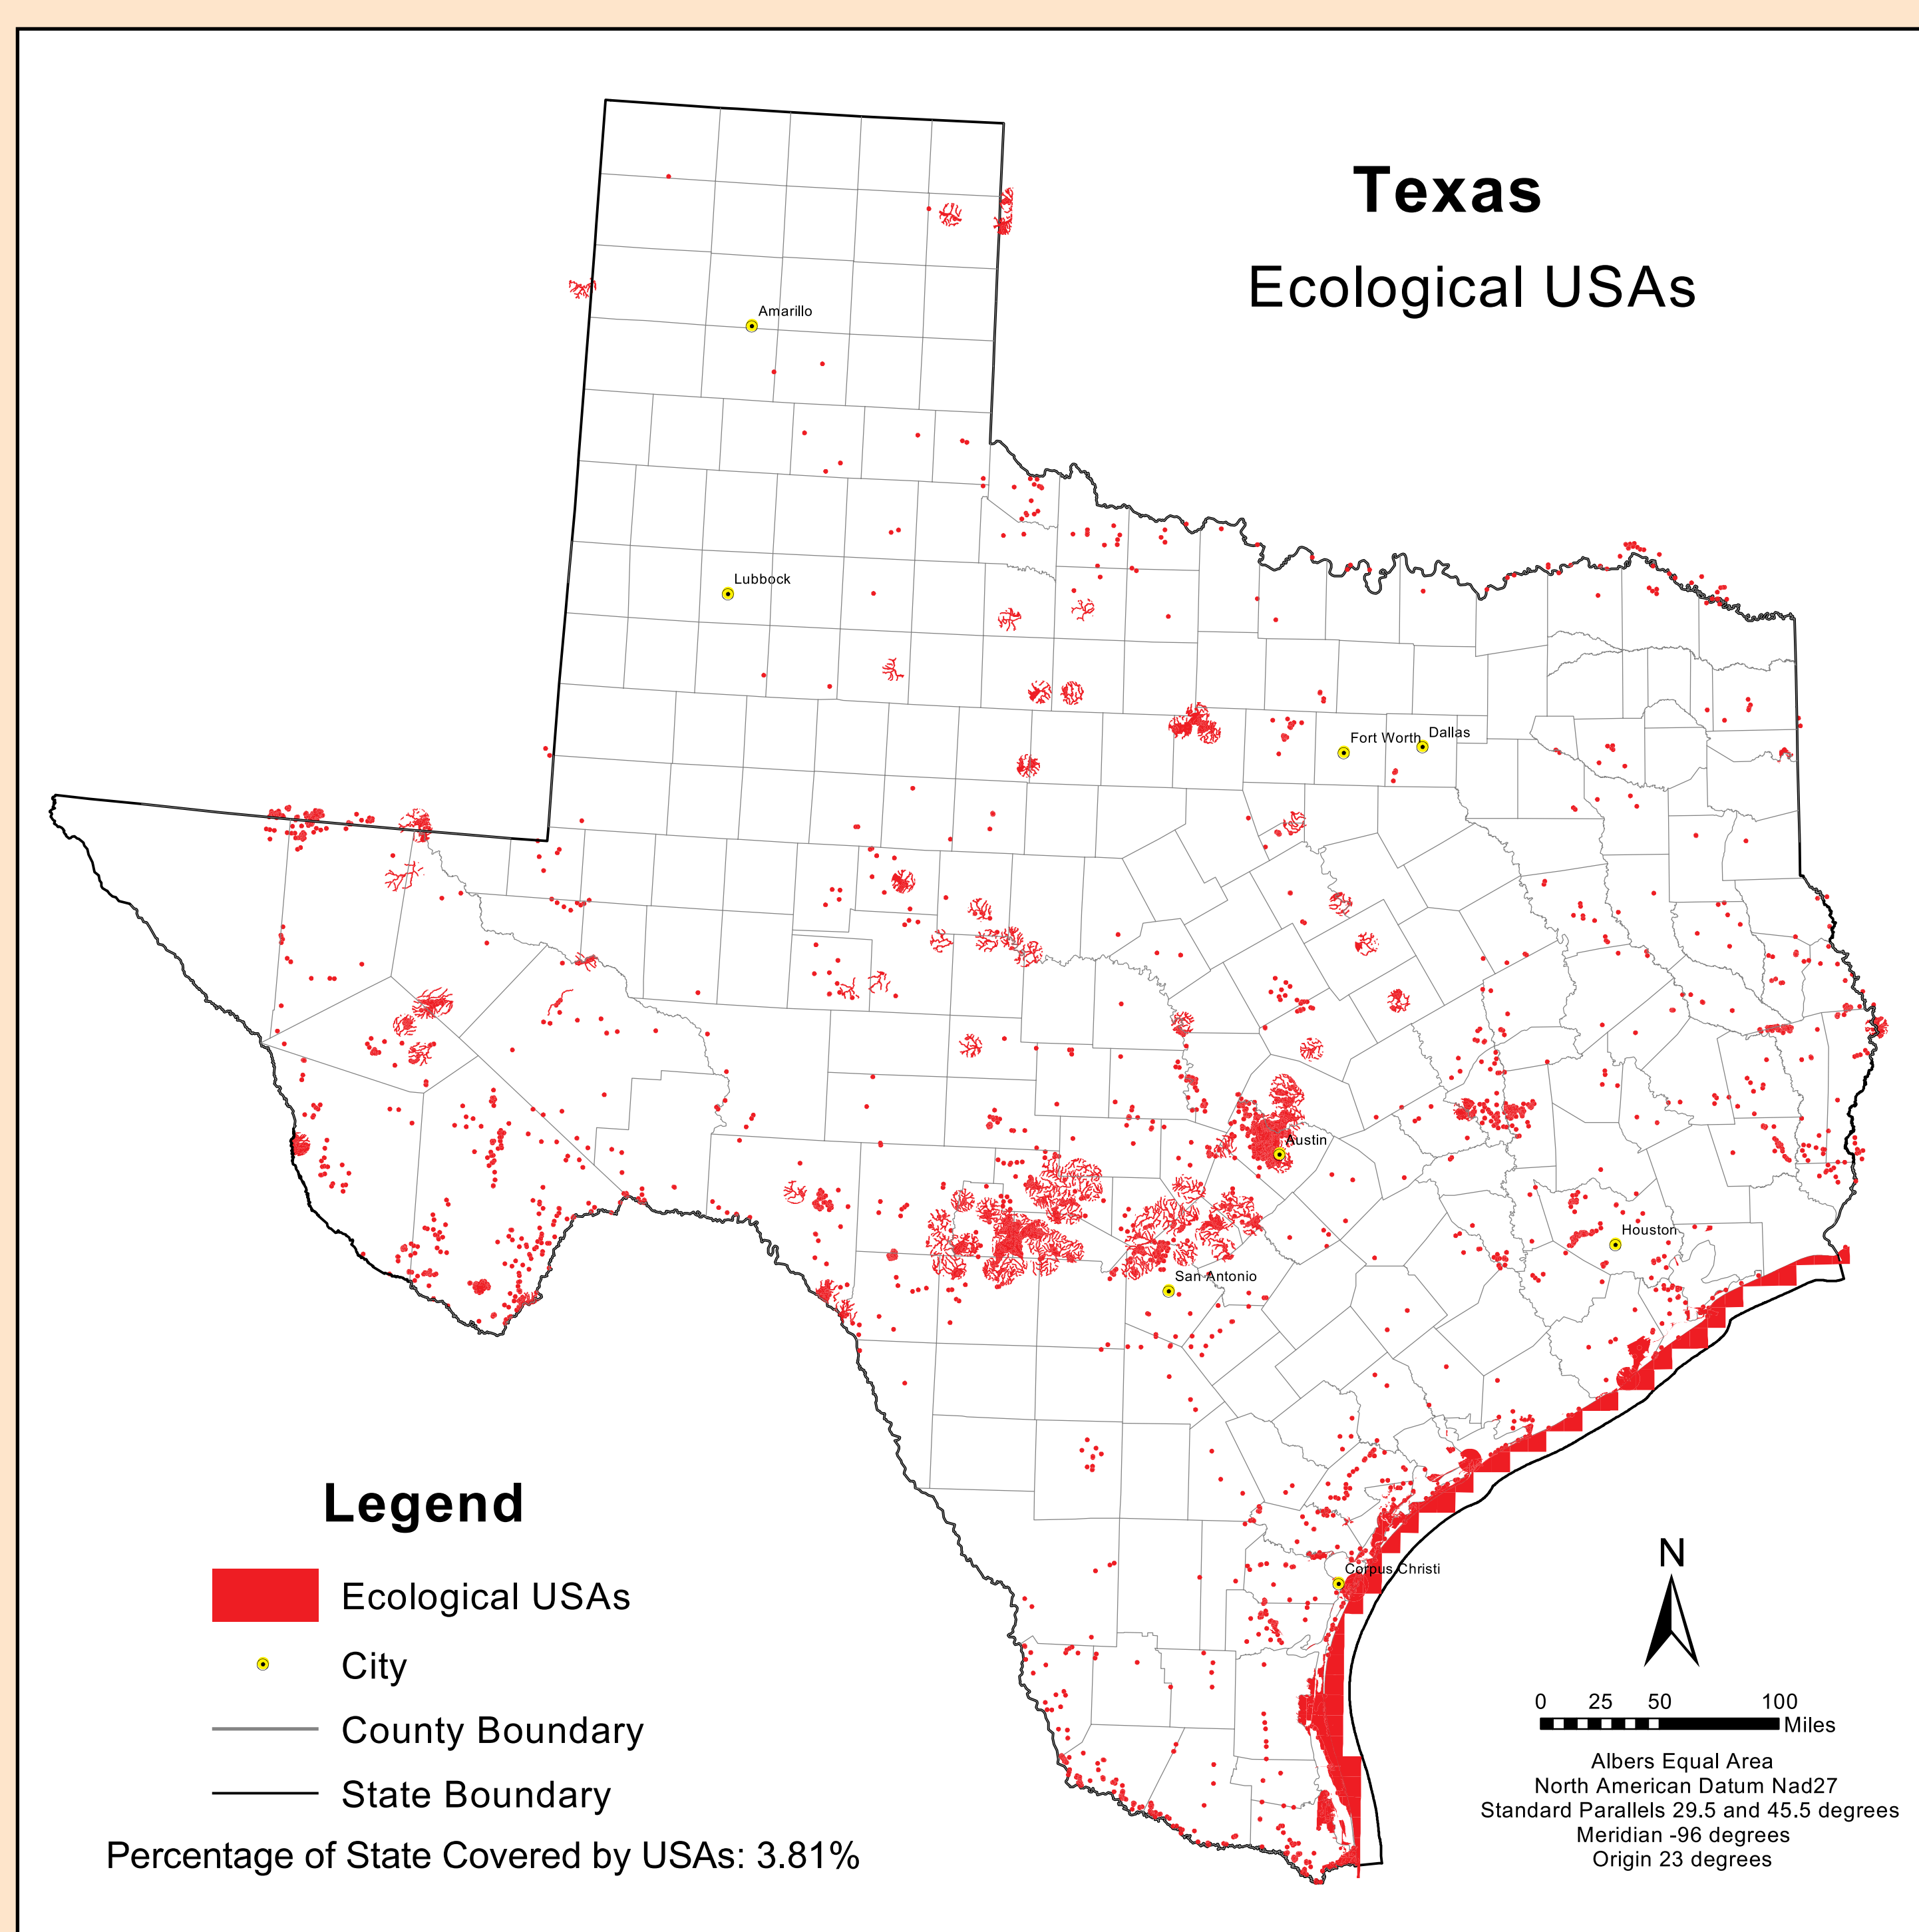 Texas
Ecological USAs
Amarillo
Lubbock
Fort Worth
Dallas
Austin
Houston
San Antonio
Corpus Christi
Legend
Ecological USAs
City
County Boundary
State Boundary
Percentage of State Covered by USAs: 3.81%
N
0 25 50 100
Miles
Albers Equal Area
North American Datum Nad27
Standard Parallels 29.5 and 45.5 degrees
Meridian -96 degrees
Origin 23 degrees